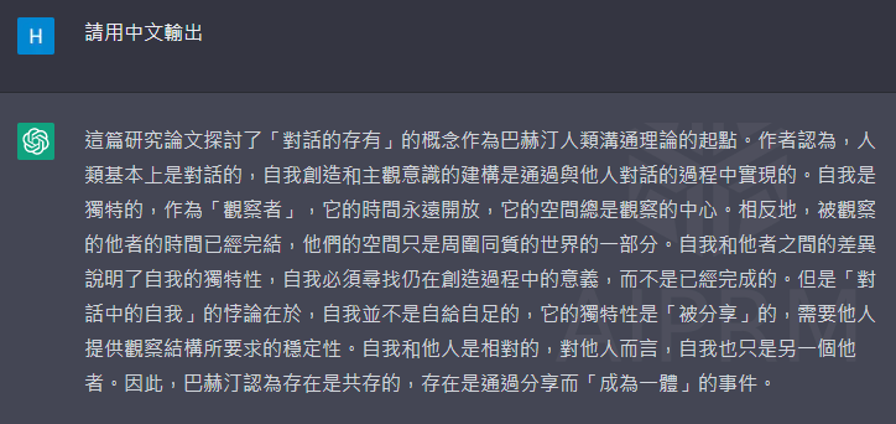 H
請用中文輸出
這篇研究論文探討了「對話的存有」的概念作為巴赫汀人類溝通理論的起點。作者認為，人
類基本上是對話的，自我創造和主觀意識的建構是通過與他人對話的過程中實現的。自我是
獨特的，作為「觀察者」，它的時間永遠開放，它的空間總是觀察的中心。相反地，被觀察
的他者的時間已經完結，他們的空間只是周圍同質的世界的一部分。自我和他者之間的差異
說明了自我的獨特性，自我必須尋找仍在創造過程中的意義，而不是已經完成的。但是「對
話中的自我」的悖論在於，自我並不是自給自足的，它的獨特性是「被分享」的，需要他人
提供觀察結構所要求的穩定性。自我和他人是相對的，對他人而言，自我也只是另一個他
者。因此，巴赫汀認為存在是共存的，存在是通過分享而「成為一體」的事件。
AIPRM